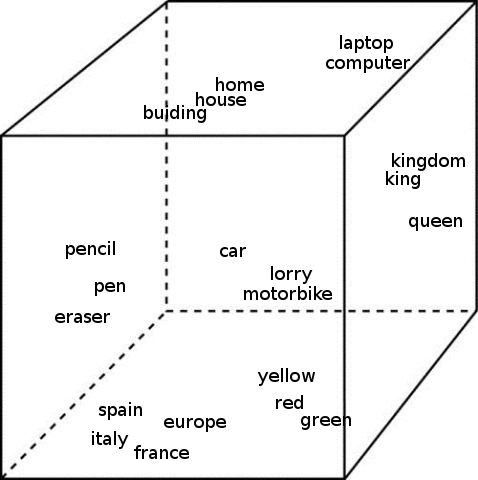 laptop
computer
home
house
buiding
kingdom
king
queen
pencil
car
pen
lorry
motorbike
eraser
yellow
red
green
spain
europe
italy
france